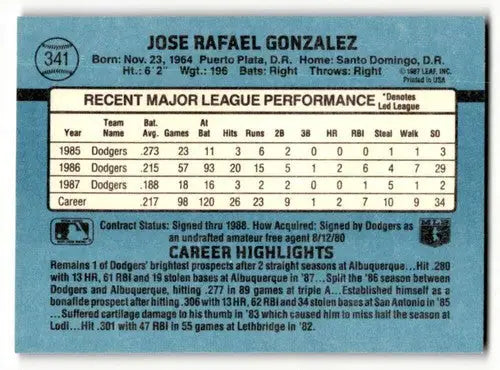 341
JOSE RAFAEL GONZALEZ
Born: Nov. 23, 1964 Puerto Plata, D.R. Home: Santo Domingo, D.R.
Ht.: 6'2" Wgt.: 196 Bats: Right Throws: Right
©1987 LEAF, INC.
Printed in USA
RECENT MAJOR LEAGUE PERFORMANCE *Denotes Led League
Year Team Name Bat. Avg. Games At Bat Hits Runs 2B 3B HR RBI Steal Walk SO
1985 Dodgers .273 23 11 3 6 2 0 0 0 1 1 3
1986 Dodgers .215 57 93 20 15 5 1 2 6 4 7 29
1987 Dodgers .188 18 16 3 2 2 0 0 1 5 1 2
Career .217 98 120 26 23 9 1 2 7 10 9 34
Contract Status: Signed thru 1988. How Acquired: Signed by Dodgers as
an undrafted amateur free agent 8/12/80
MLB
CAREER HIGHLIGHTS
Remains 1 of Dodgers' brightest prospects after 2 straight seasons at Albuquerque...Hit .280
with 13 HR, 61 RBI and 19 stolen bases at Albuquerque in '87...Split the '86 season between
Dodgers and Albuquerque, hitting .277 in 89 games at triple A...Established himself as a
bonafide prospect after hitting .306 with 13 HR, 62 RBI and 34 stolen bases at San Antonio in '85
...Suffered cartilage damage to his thumb in '83 which caused him to miss half the season at
Lodi...Hit .301 with 47 RBI in 55 games at Lethbridge in '82.